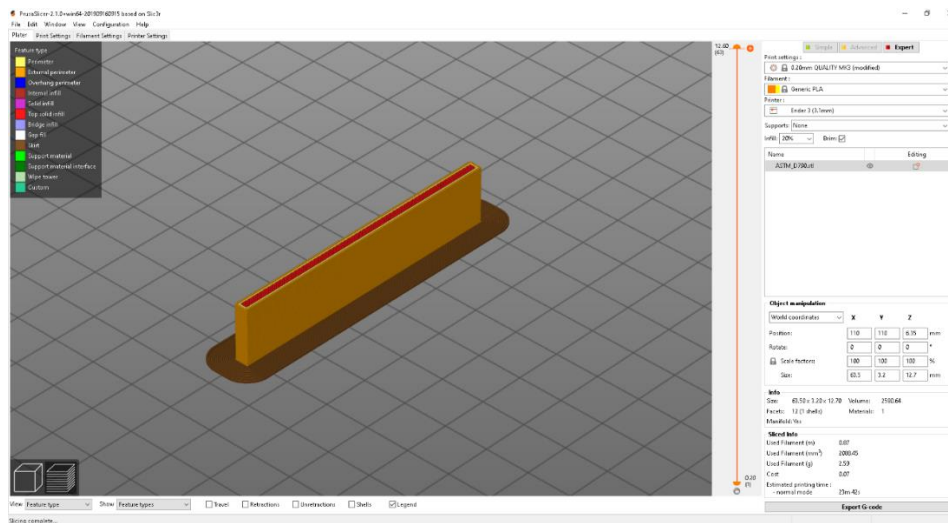 PrusaSlicer-2.1.0+win64-201909160915 based on Slic3r
File Edit Window View Configuration Help
Plater Print Settings Filament Settings Printer Settings
Feature type
Perimeter
External perimeter
Overhang perimeter
Internal infill
Solid infill
Top solid infill
Bridge infill
Gap fill
Skirt
Support material
Support material interface
Wipe tower
Custom
12.60
(63)
0.20
(1)
Simple Advanced Expert
Print settings:
0.20mm QUALITY MK3 (modified)
Filament:
Generic PLA
Printer:
Supports: None
Infill: 20% Brim:
Name Editing
ASTM_D790.stl
Object manipulation
World coordinates X Y Z
Position: 110 110 6.35 mm
Rotate: 0 0 0 °
Scale factors: 100 100 100 %
Size: 63.5 3.2 12.7 mm
Info
Size: 63.50 x 3.20 x 12.70 Volume: 2580.64
Facets: 12 (1 shells) Materials: 1
Manifold: Yes
Sliced Info
Used Filament (m) 0.87
Used Filament (mm³) 2088.45
Used Filament (g) 2.59
Cost 0.07
Estimated printing time:
- normal mode 23m 42s
View Feature type Show Feature types Travel Retractions Unretractions Shells Legend
Export G-code
Slicing complete...